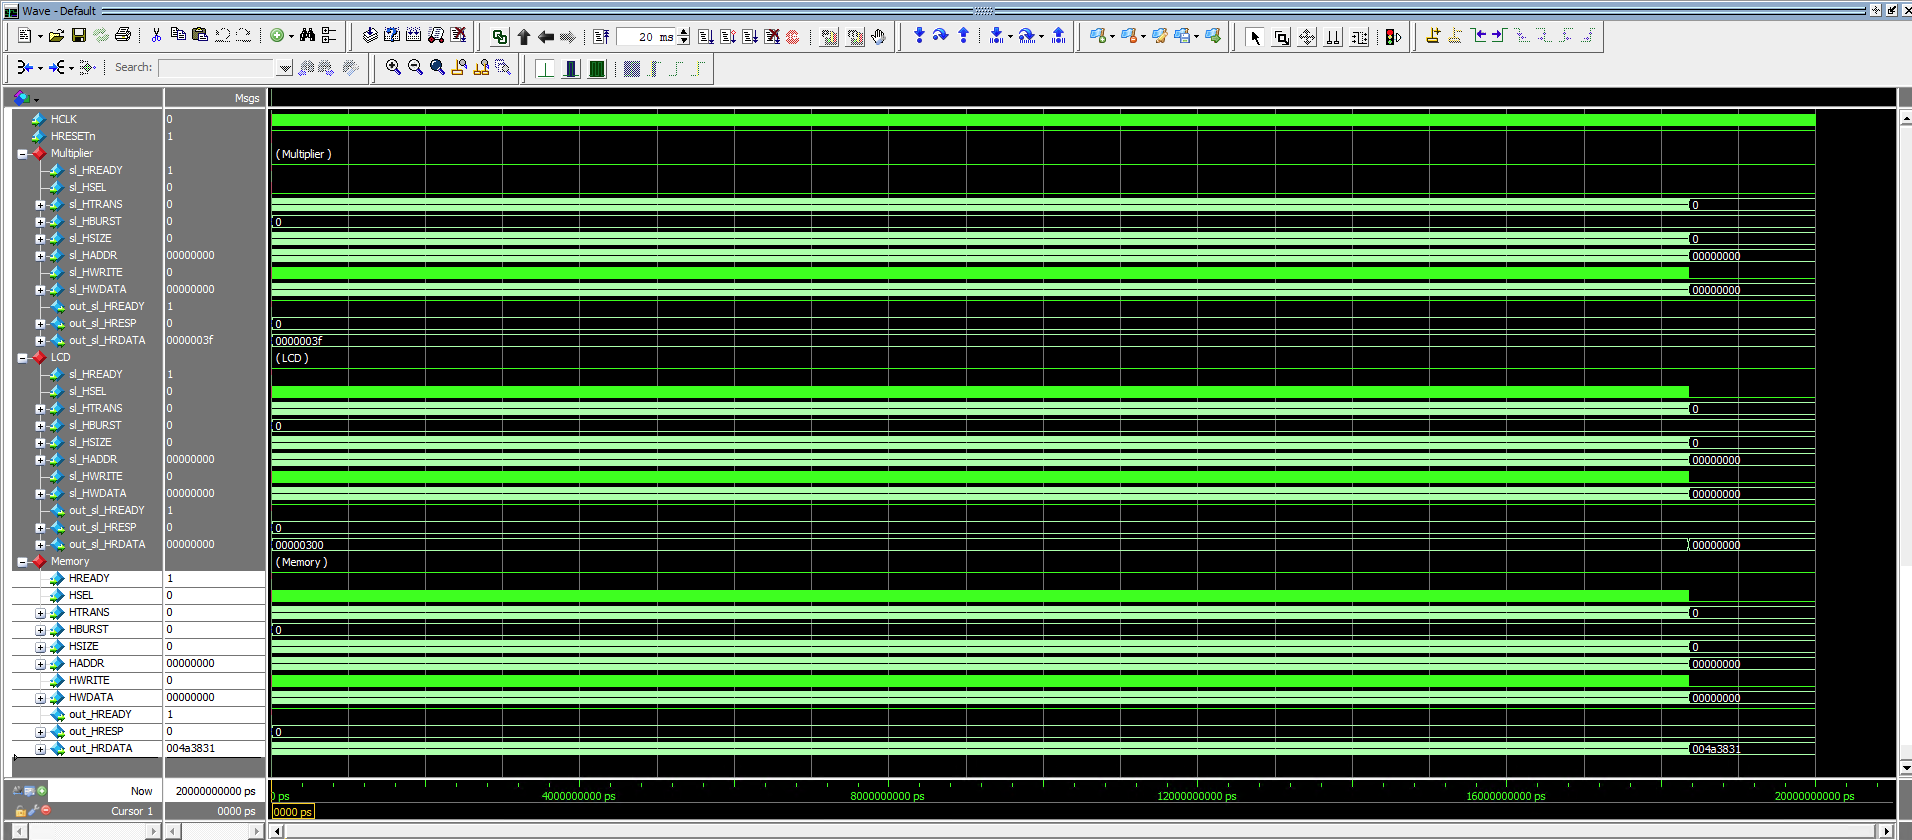 Wave - Default
20 ms
Search:
Msgs
HCLK 0
HRESETn 1
Multiplier ( Multiplier )
sl_HREADY 1
sl_HSEL 0
sl_HTRANS 0 0
sl_HBURST 0 0
sl_HSIZE 0 0
sl_HADDR 00000000 00000000
sl_HWRITE 0
sl_HWDATA 00000000 00000000
out_sl_HREADY 1
out_sl_HRESP 0 0
out_sl_HRDATA 0000003f 0000003f
LCD ( LCD )
sl_HREADY 1
sl_HSEL 0
sl_HTRANS 0 0
sl_HBURST 0 0
sl_HSIZE 0 0
sl_HADDR 00000000 00000000
sl_HWRITE 0
sl_HWDATA 00000000 00000000
out_sl_HREADY 1
out_sl_HRESP 0 0
out_sl_HRDATA 00000000 00000300 00000000
Memory ( Memory )
HREADY 1
HSEL 0
HTRANS 0 0
HBURST 0 0
HSIZE 0 0
HADDR 00000000 00000000
HWRITE 0
HWDATA 00000000 00000000
out_HREADY 1
out_HRESP 0 0
out_HRDATA 004a3831 004a3831
Now 20000000000 ps 0 ps 4000000000 ps 8000000000 ps 12000000000 ps 16000000000 ps 20000000000 ps
Cursor 1 0000 ps 0000 ps